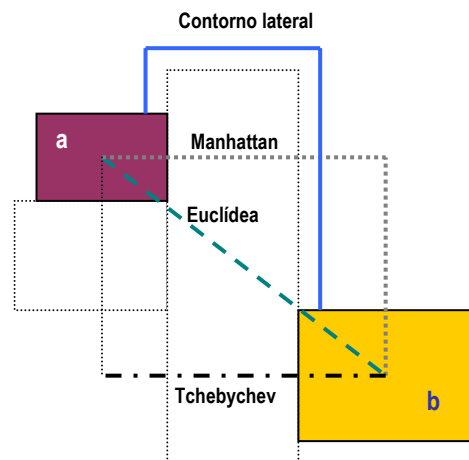 Contorno lateral
a
Manhattan
Euclídea
Tchebychev
b